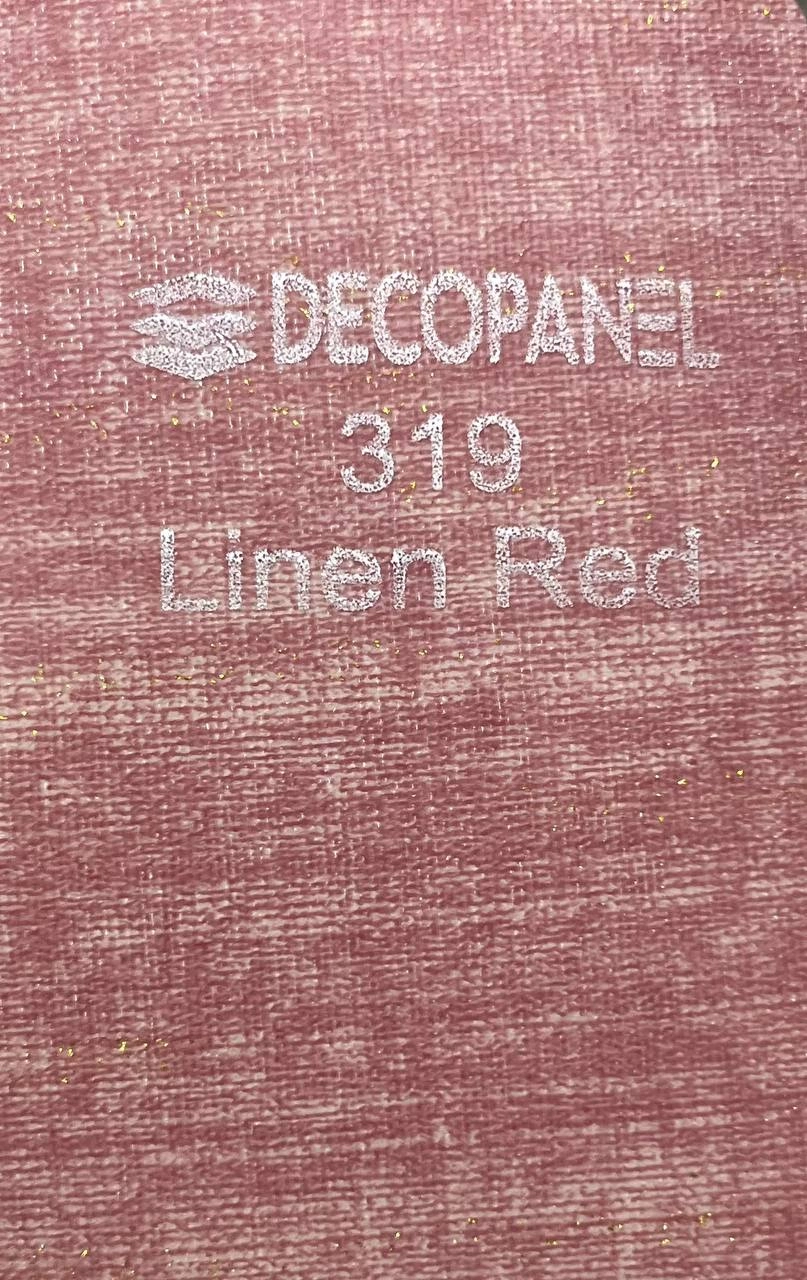 DECOPANEL
319
Linen Red